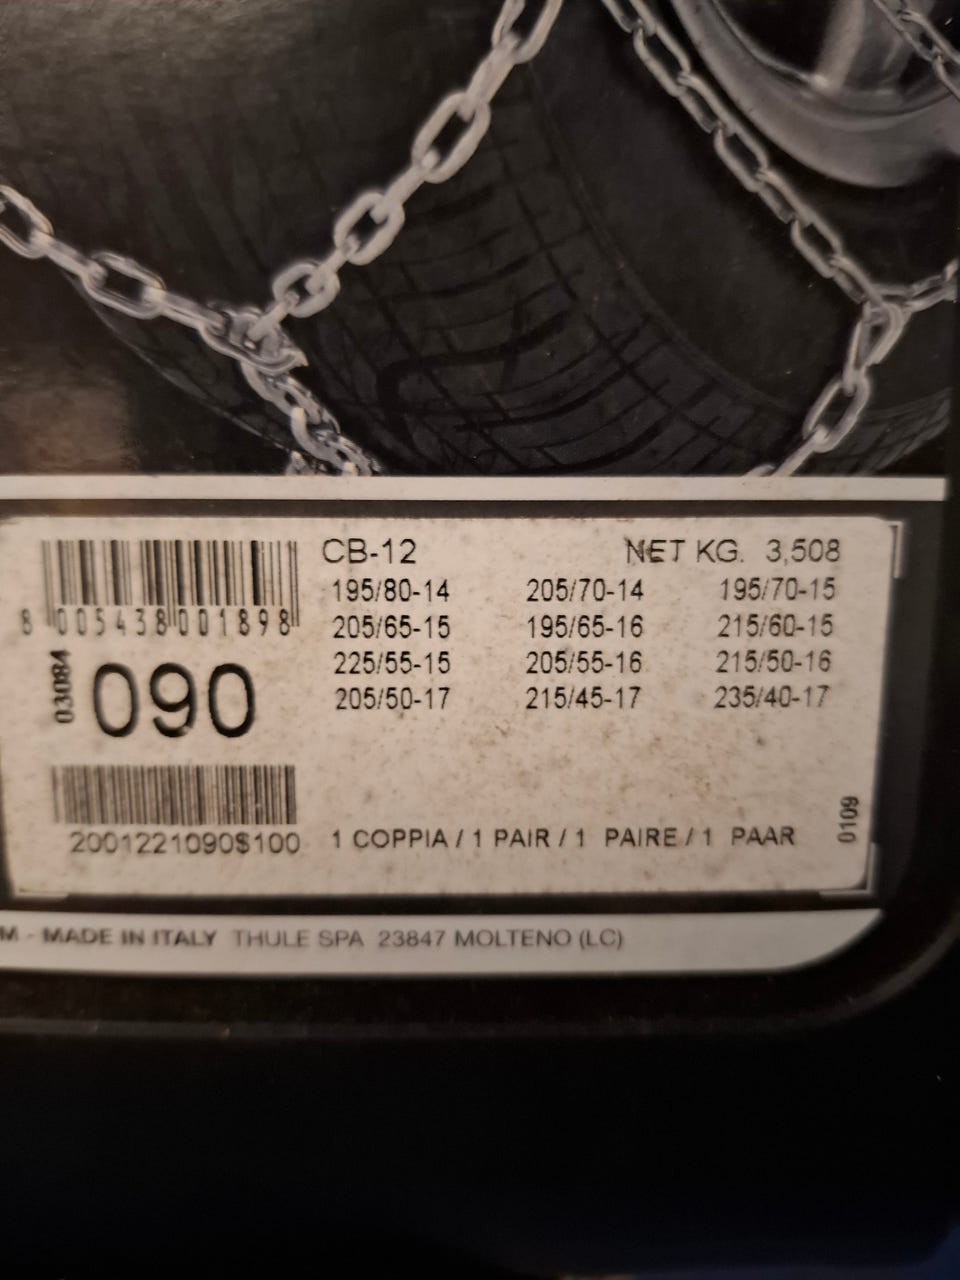 CB-12 NET KG. 3,508
195/80-14 205/70-14 195/70-15
205/65-15 195/65-16 215/60-15
225/55-15 205/55-16 215/50-16
205/50-17 215/45-17 235/40-17
8 005438 001898
03084
090
2001221090$100
1 COPPIA / 1 PAIR / 1 PAIRE / 1 PAAR
0109
M - MADE IN ITALY THULE SPA 23847 MOLTENO (LC)